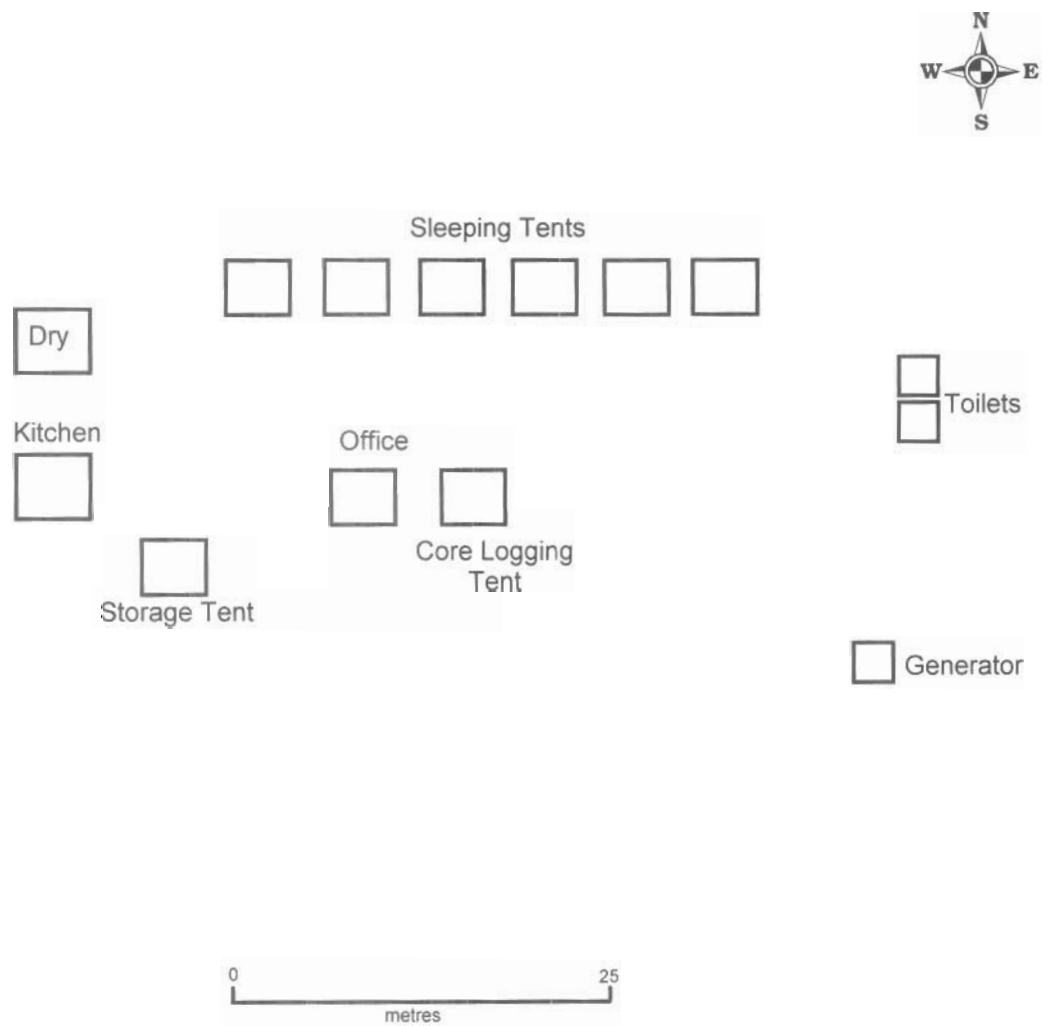 N
W E
S
Sleeping Tents
Dry
Toilets
Kitchen
Office
Core Logging
Tent
Storage Tent
Generator
0 25
metres